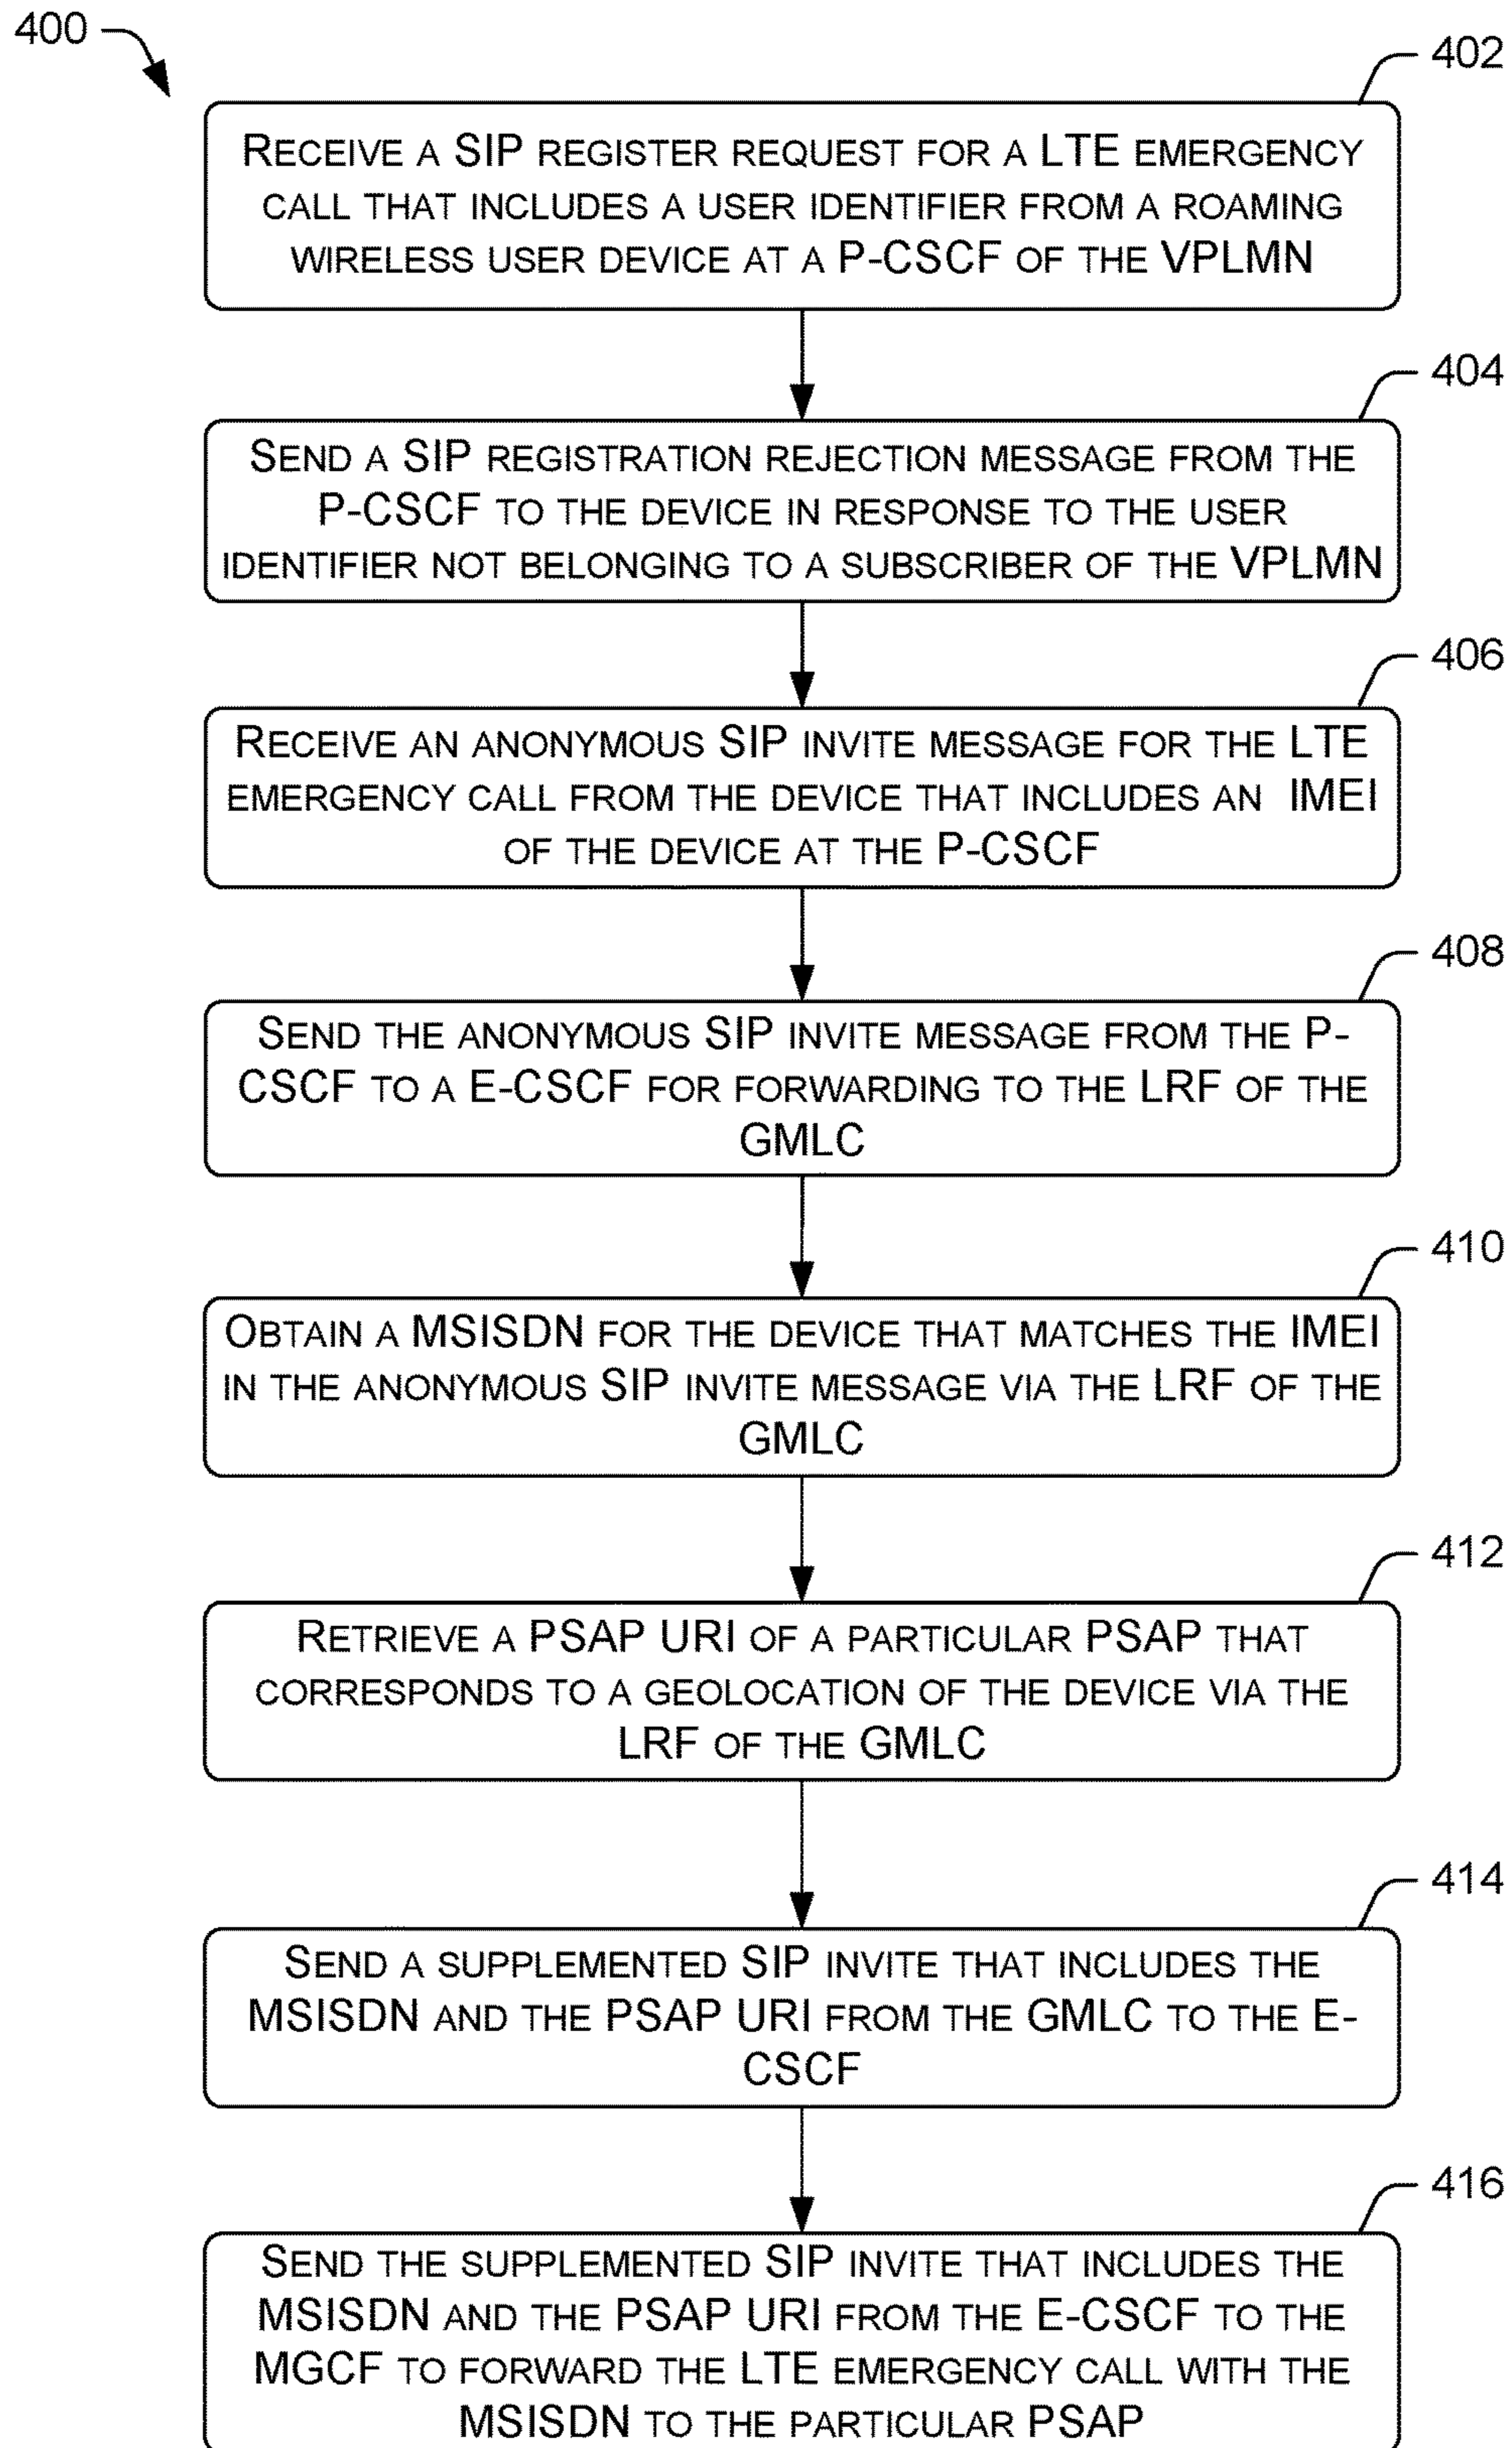 400
402
RECEIVE A SIP REGISTER REQUEST FOR A LTE EMERGENCY
CALL THAT INCLUDES A USER IDENTIFIER FROM A ROAMING
WIRELESS USER DEVICE AT A P-CSCF OF THE VPLMN
404
SEND A SIP REGISTRATION REJECTION MESSAGE FROM THE
P-CSCF TO THE DEVICE IN RESPONSE TO THE USER
IDENTIFIER NOT BELONGING TO A SUBSCRIBER OF THE VPLMN
406
RECEIVE AN ANONYMOUS SIP INVITE MESSAGE FOR THE LTE
EMERGENCY CALL FROM THE DEVICE THAT INCLUDES AN IMEI
OF THE DEVICE AT THE P-CSCF
408
SEND THE ANONYMOUS SIP INVITE MESSAGE FROM THE P-
CSCF TO A E-CSCF FOR FORWARDING TO THE LRF OF THE
GMLC
410
OBTAIN A MSISDN FOR THE DEVICE THAT MATCHES THE IMEI
IN THE ANONYMOUS SIP INVITE MESSAGE VIA THE LRF OF THE
GMLC
412
RETRIEVE A PSAP URI OF A PARTICULAR PSAP THAT
CORRESPONDS TO A GEOLOCATION OF THE DEVICE VIA THE
LRF OF THE GMLC
414
SEND A SUPPLEMENTED SIP INVITE THAT INCLUDES THE
MSISDN AND THE PSAP URI FROM THE GMLC TO THE E-
CSCF
416
SEND THE SUPPLEMENTED SIP INVITE THAT INCLUDES THE
MSISDN AND THE PSAP URI FROM THE E-CSCF TO THE
MGCF TO FORWARD THE LTE EMERGENCY CALL WITH THE
MSISDN TO THE PARTICULAR PSAP